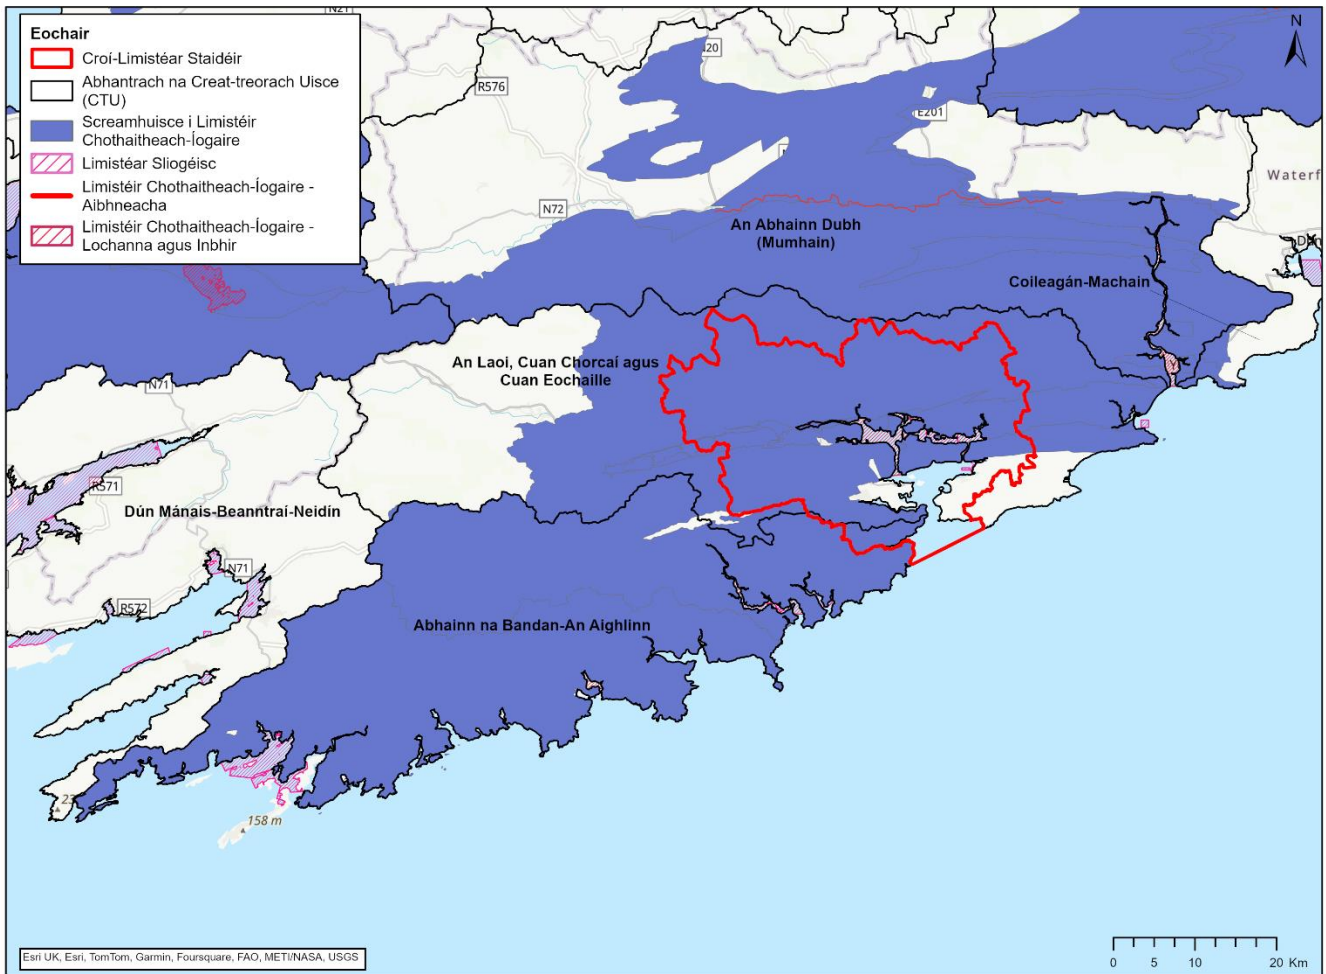 Eochair
Croí-Limistéar Staidéir
Abhantrach na Creat-treorach Uisce
(CTU)
Screamhuisce i Limistéir
Chothaitheach-Íogaire
Limistéar Sliogéisc
Limistéir Chothaitheach-Íogaire -
Aibhneacha
Limistéir Chothaitheach-Íogaire -
Lochanna agus Inbhir
N21
N20
R576
E201
N
N72
Waterf
An Abhainn Dubh
(Mumhain)
Coileagán-Machain
An Laoi, Cuan Chorcaí agus
Cuan Eochaille
N71
R571
Dún Mánais-Beanntraí-Neidín
N71
R572
Abhainn na Bandan-An Aighlinn
158 m
Esri UK, Esri, TomTom, Garmin, Foursquare, FAO, METI/NASA, USGS
0 5 10 20 Km